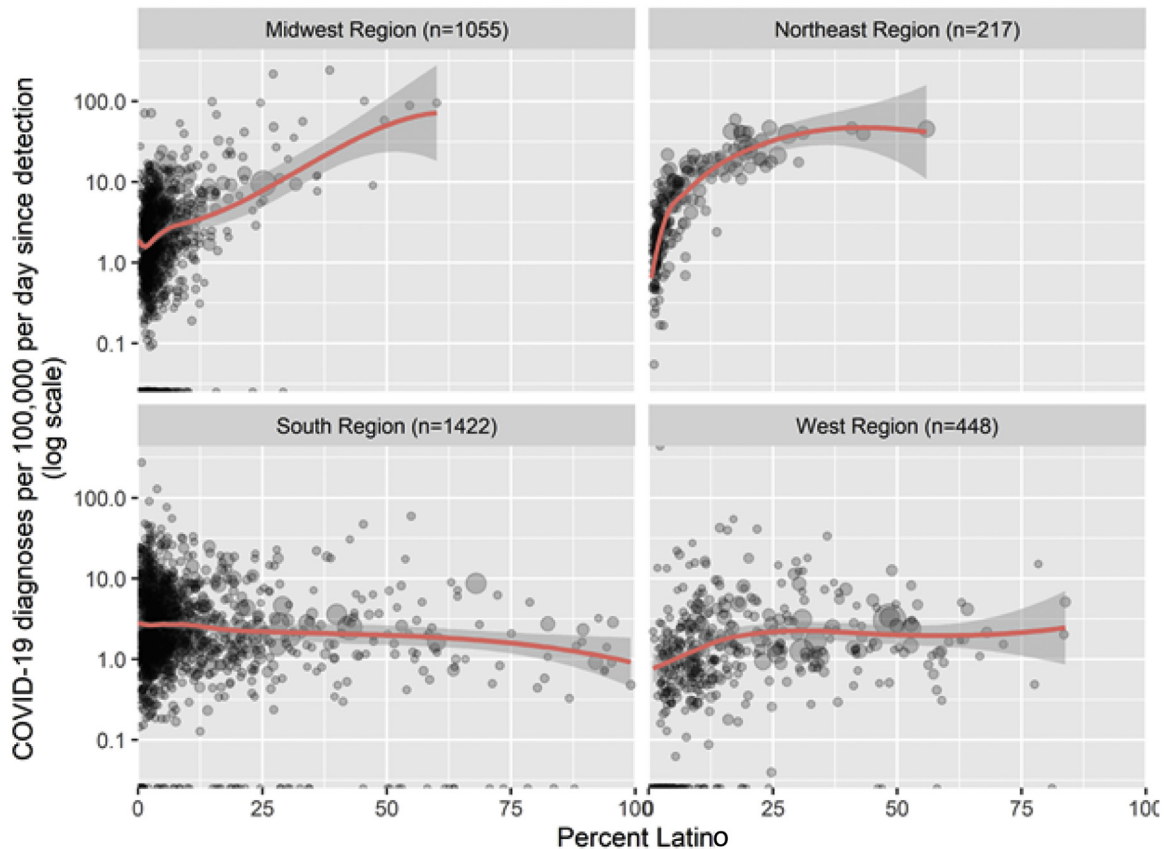 Midwest Region (n=1055)
Northeast Region (n=217)
COVID-19 diagnoses per 100,000 per day since detection
(log scale)
100.0
10.0
1.0
0.1
South Region (n=1422)
West Region (n=448)
100.0
10.0
1.0
0.1
0
25
50
75
100
0
25
50
75
100
Percent Latino